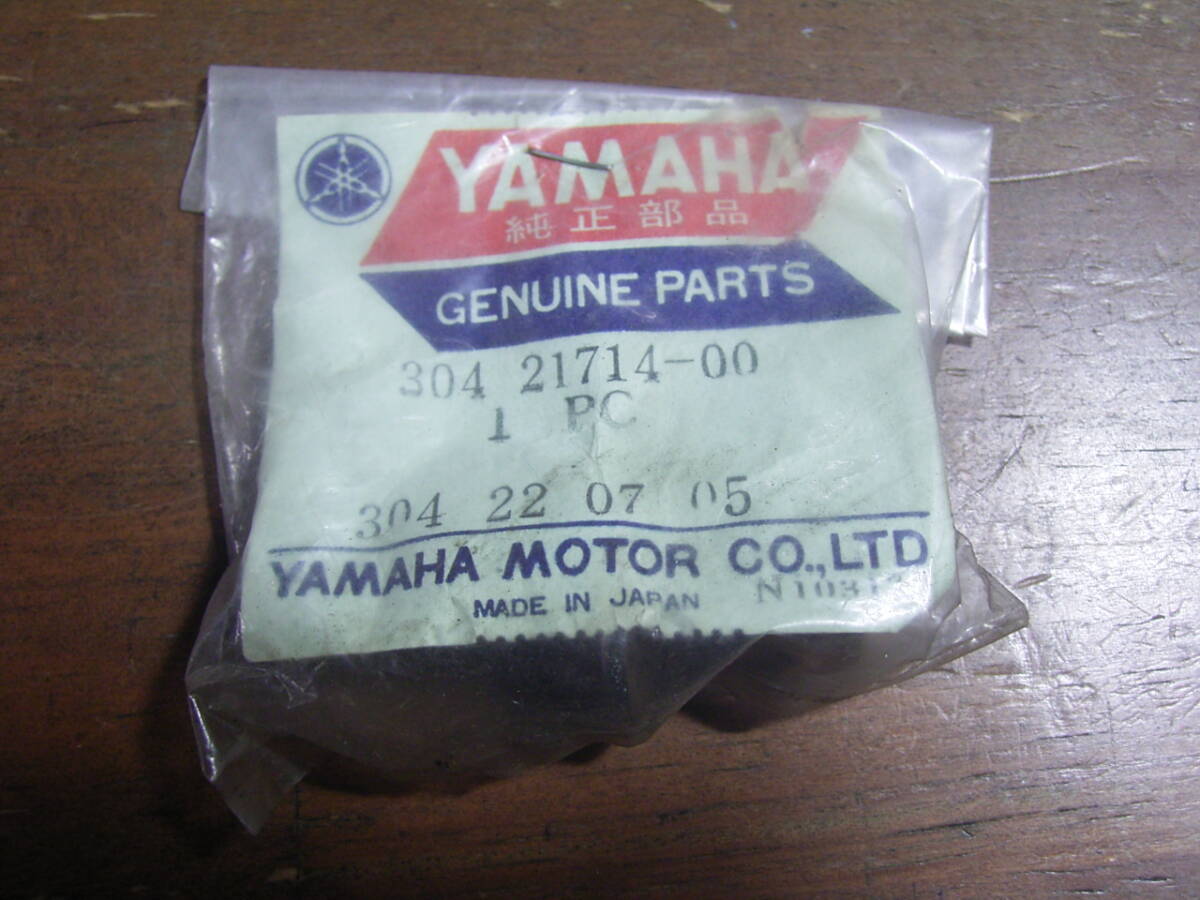 YAMAHA
純正部品
GENUINE PARTS
304 21714-00
1 PC
304 22 07 05
YAMAHA MOTOR CO.,LTD
MADE IN JAPAN